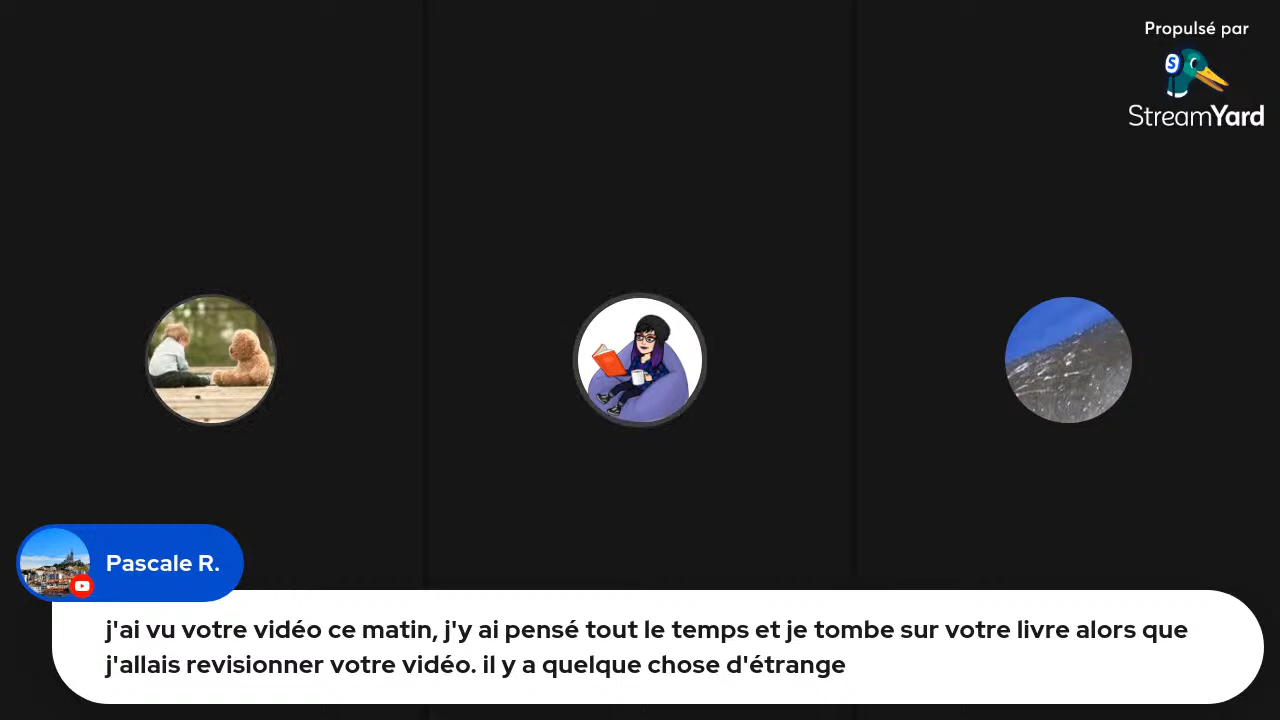 Propulsé par
StreamYard
Pascale R.
j'ai vu votre vidéo ce matin, j'y ai pensé tout le temps et je tombe sur votre livre alors que
j'allais revisionner votre vidéo. il y a quelque chose d'étrange